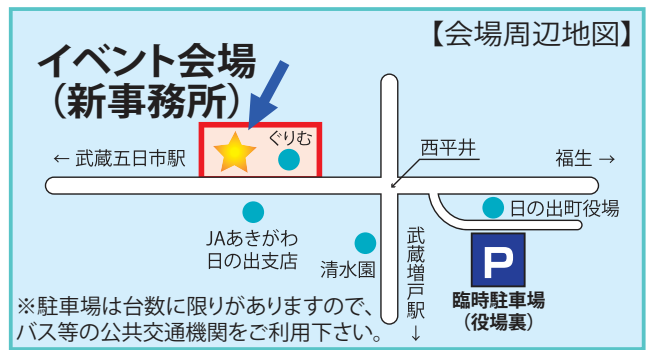 【会場周辺地図】
イベント会場
（新事務所）
ぐりむ
← 武蔵五日市駅
西平井
福生 →
日の出町役場
JAあきがわ
日の出支店
清水園
武蔵増戸駅
↓
P
臨時駐車場
（役場裏）
※駐車場は台数に限りがありますので、
バス等の公共交通機関をご利用下さい。